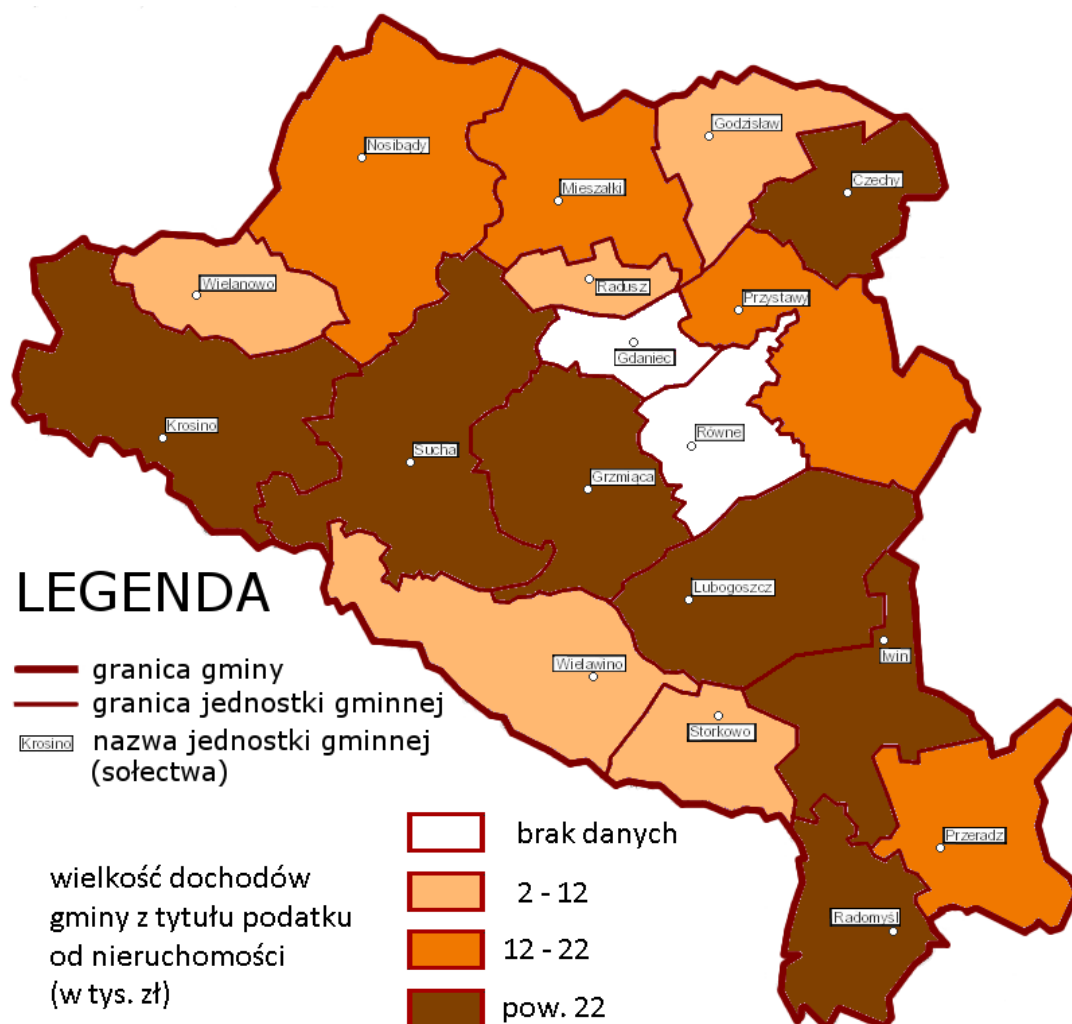 Godzisław
Nosibądy
Czechy
Mieszałki
Wielanowo
Radusz
Przystawy
Gdaniec
Krosino
Równe
Sucha
Grzmiąca
Lubogoszcz
Iwin
Wielawino
Storkowo
Przeradz
Radomyśl
LEGENDA
granica gminy
granica jednostki gminnej
Krosino
nazwa jednostki gminnej
(sołectwa)
wielkość dochodów
gminy z tytułu podatku
od nieruchomości
(w tys. zł)
brak danych
2 - 12
12 - 22
pow. 22